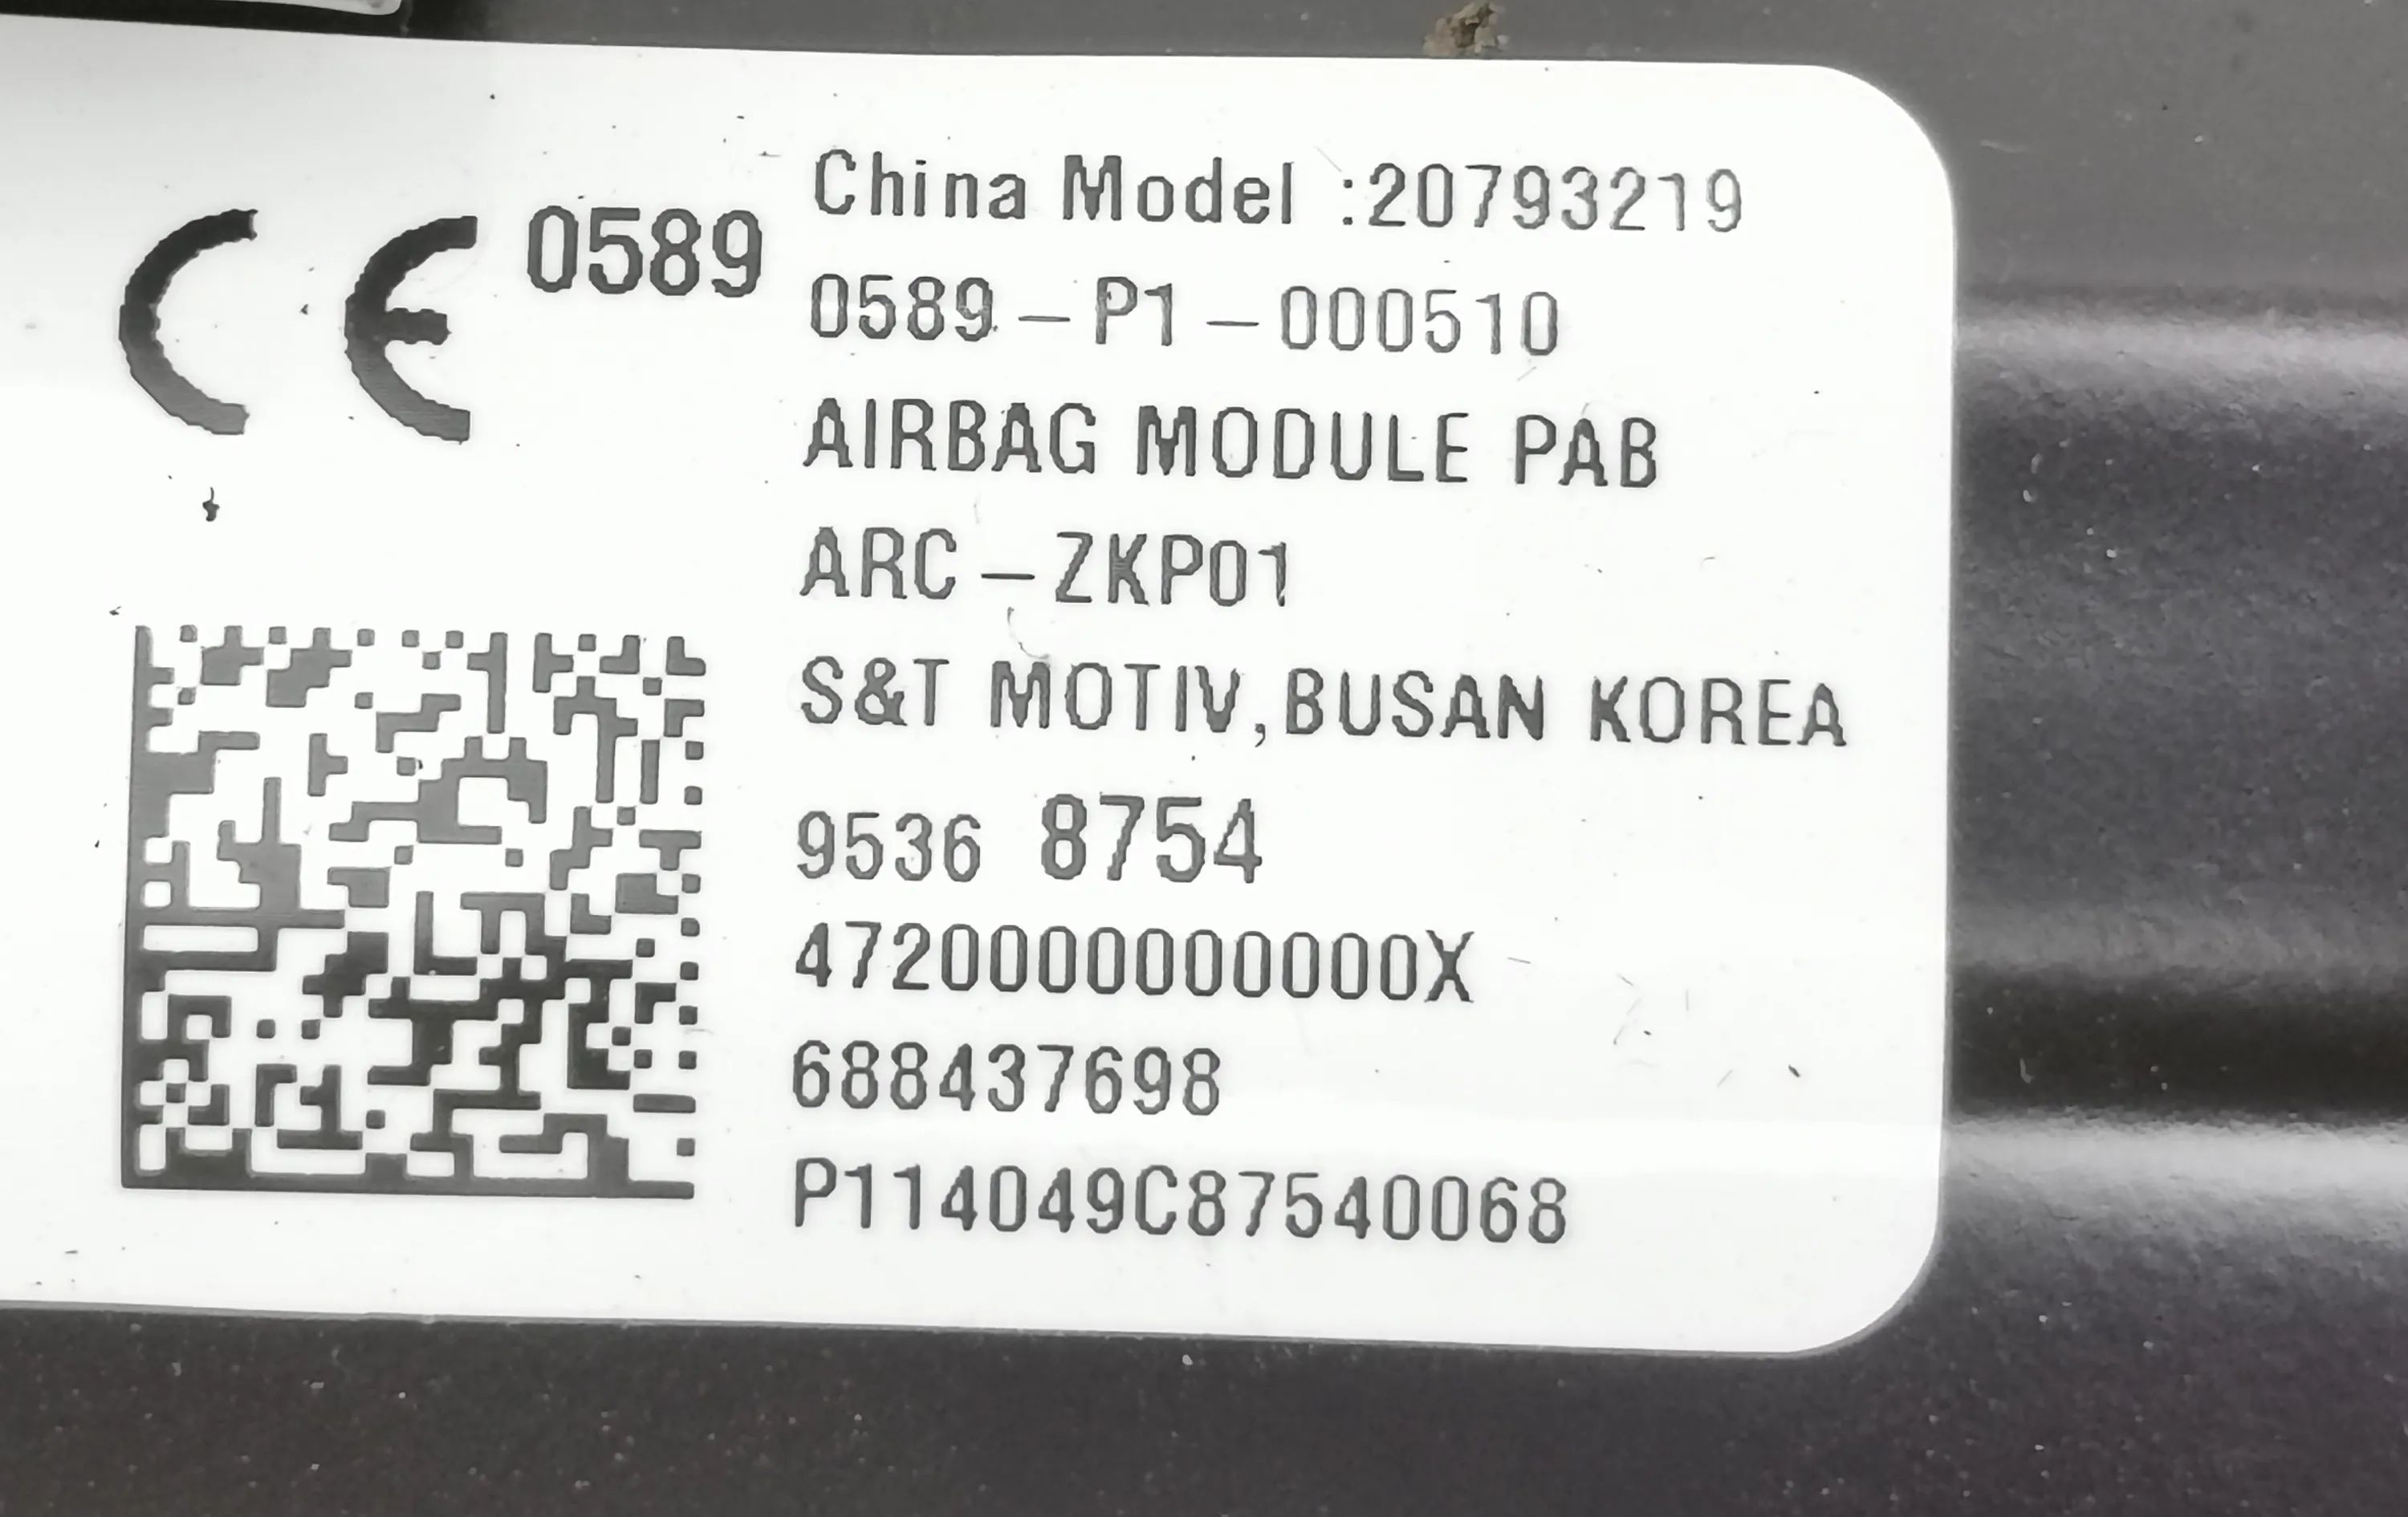 CE 0589
China Model :20793219
0589-P1-000510
AIRBAG MODULE PAB
ARC-ZKP01
S&T MOTIV,BUSAN KOREA
9536 8754
4720000000000X
688437698
P114049C87540068